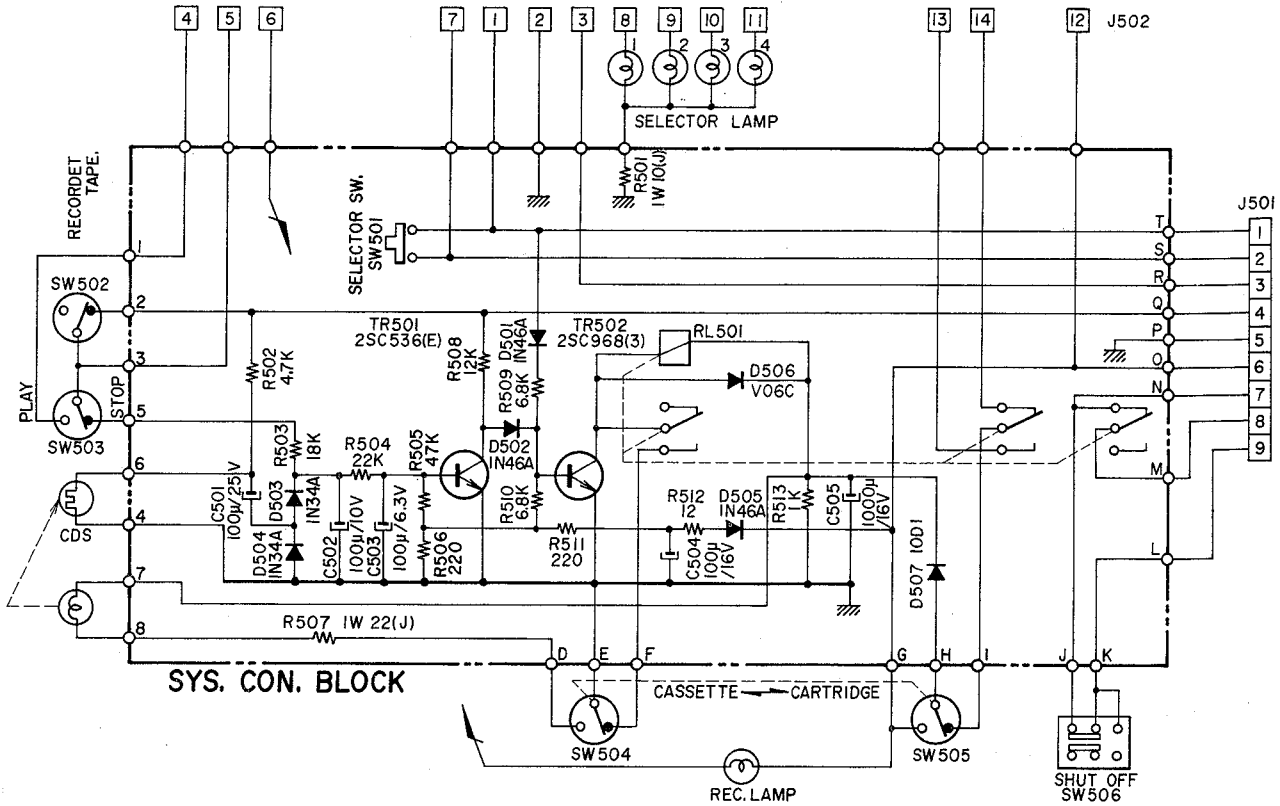 4 5 6 7 1 2 3 8 9 10 11 13 14 12 J502
1 2 3 4
SELECTOR LAMP
RECORDET TAPE.
R501 1W 10(J)
SELECTOR SW. SW501
J501
T 1
S 2
R 3
Q 4
P 5
O 6
N 7
8
9
M
L
1
SW502
2
3
PLAY
STOP
5
SW503
6
CDS
4
7
8
TR501 2SC536(E)
R508 12K
D501 IN46A
TR502 2SC968(3)
RL501
R502 4.7K
R509 6.8K
D506 V06C
R503 18K
R504 22K
R505 47K
D502 IN46A
C501 100μ/25V
D503 IN34A
D504 IN34A
C502 100μ/10V
C503 100μ/6.3V
R506 220
R510 6.8K
R511 220
R512 12
D505 IN46A
R513 1K
C505 1000μ/16V
C504 100μ/16V
D507 10D1
R507 1W 22(J)
D E F G H I J K
SYS. CON. BLOCK
CASSETTE CARTRIDGE
SW504
SW505
REC. LAMP
SHUT OFF
SW506